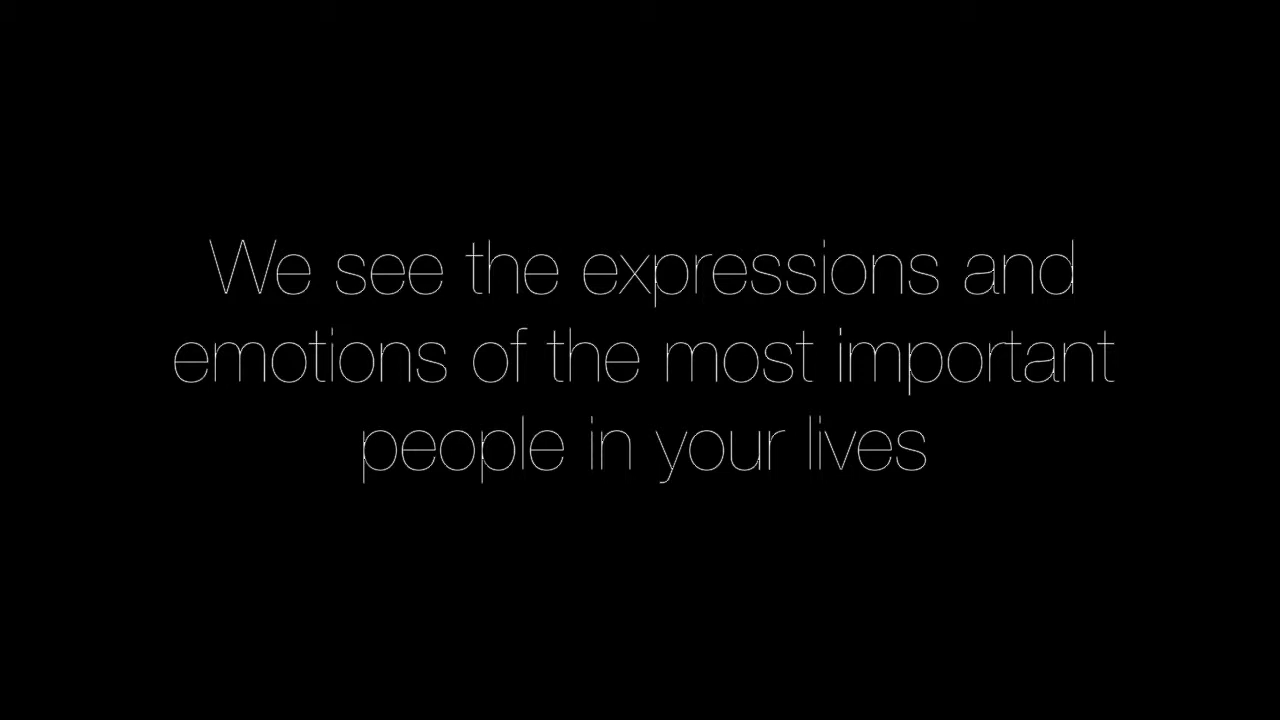 We see the expressions and
emotions of the most important
people in your lives